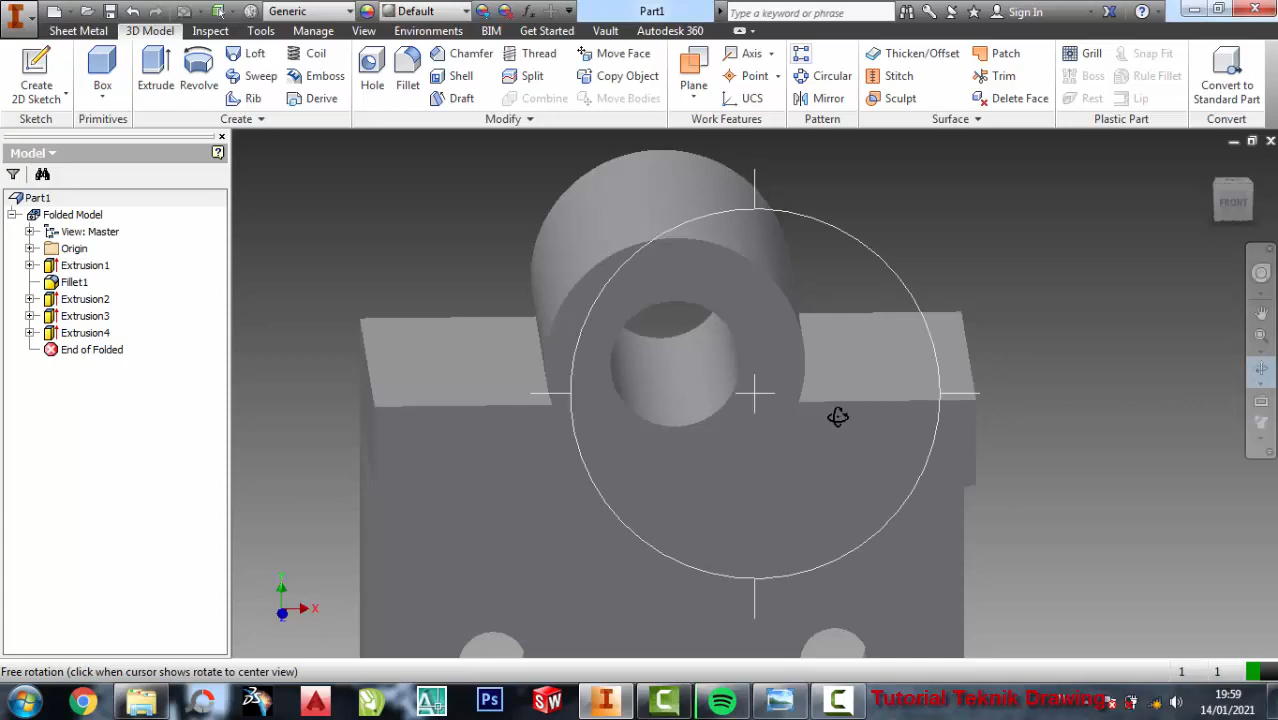 Generic
Default
Part1
Type a keyword or phrase
Sign In
Sheet Metal 3D Model Inspect Tools Manage View Environments BIM Get Started Vault Autodesk 360
Create 2D Sketch
Sketch
Box
Primitives
Extrude
Revolve
Loft
Sweep
Rib
Coil
Emboss
Derive
Create
Hole
Fillet
Chamfer
Shell
Draft
Thread
Split
Combine
Move Face
Copy Object
Move Bodies
Modify
Plane
Axis
Point
UCS
Work Features
Circular
Mirror
Pattern
Thicken/Offset
Stitch
Sculpt
Patch
Trim
Delete Face
Surface
Grill
Boss
Rest
Snap Fit
Rule Fillet
Lip
Plastic Part
Convert to Standard Part
Convert
Model
Part1
Folded Model
View: Master
Origin
Extrusion1
Fillet1
Extrusion2
Extrusion3
Extrusion4
End of Folded
FRONT
X
Free rotation (click when cursor shows rotate to center view)
1 1
Ps
SW
Tutorial Teknik Drawing
19:59
14/01/2021